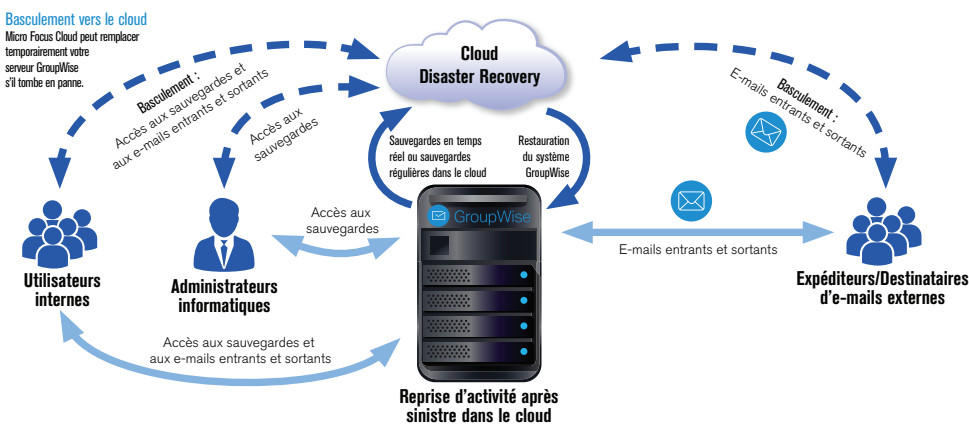 Basculement vers le cloud
Micro Focus Cloud peut remplacer
temporairement votre
serveur GroupWise
s'il tombe en panne.
Cloud
Disaster Recovery
Basculement :
Accès aux sauvegardes et
aux e-mails entrants et sortants
Accès aux
sauvegardes
Sauvegardes en temps
réel ou sauvegardes
régulières dans le cloud
Restauration
du système
GroupWise
Basculement :
E-mails entrants et sortants
GroupWise
Accès aux
sauvegardes
E-mails entrants et sortants
Utilisateurs
internes
Administrateurs
informatiques
Expéditeurs/Destinataires
d'e-mails externes
Accès aux sauvegardes et
aux e-mails entrants et sortants
Reprise d'activité après
sinistre dans le cloud